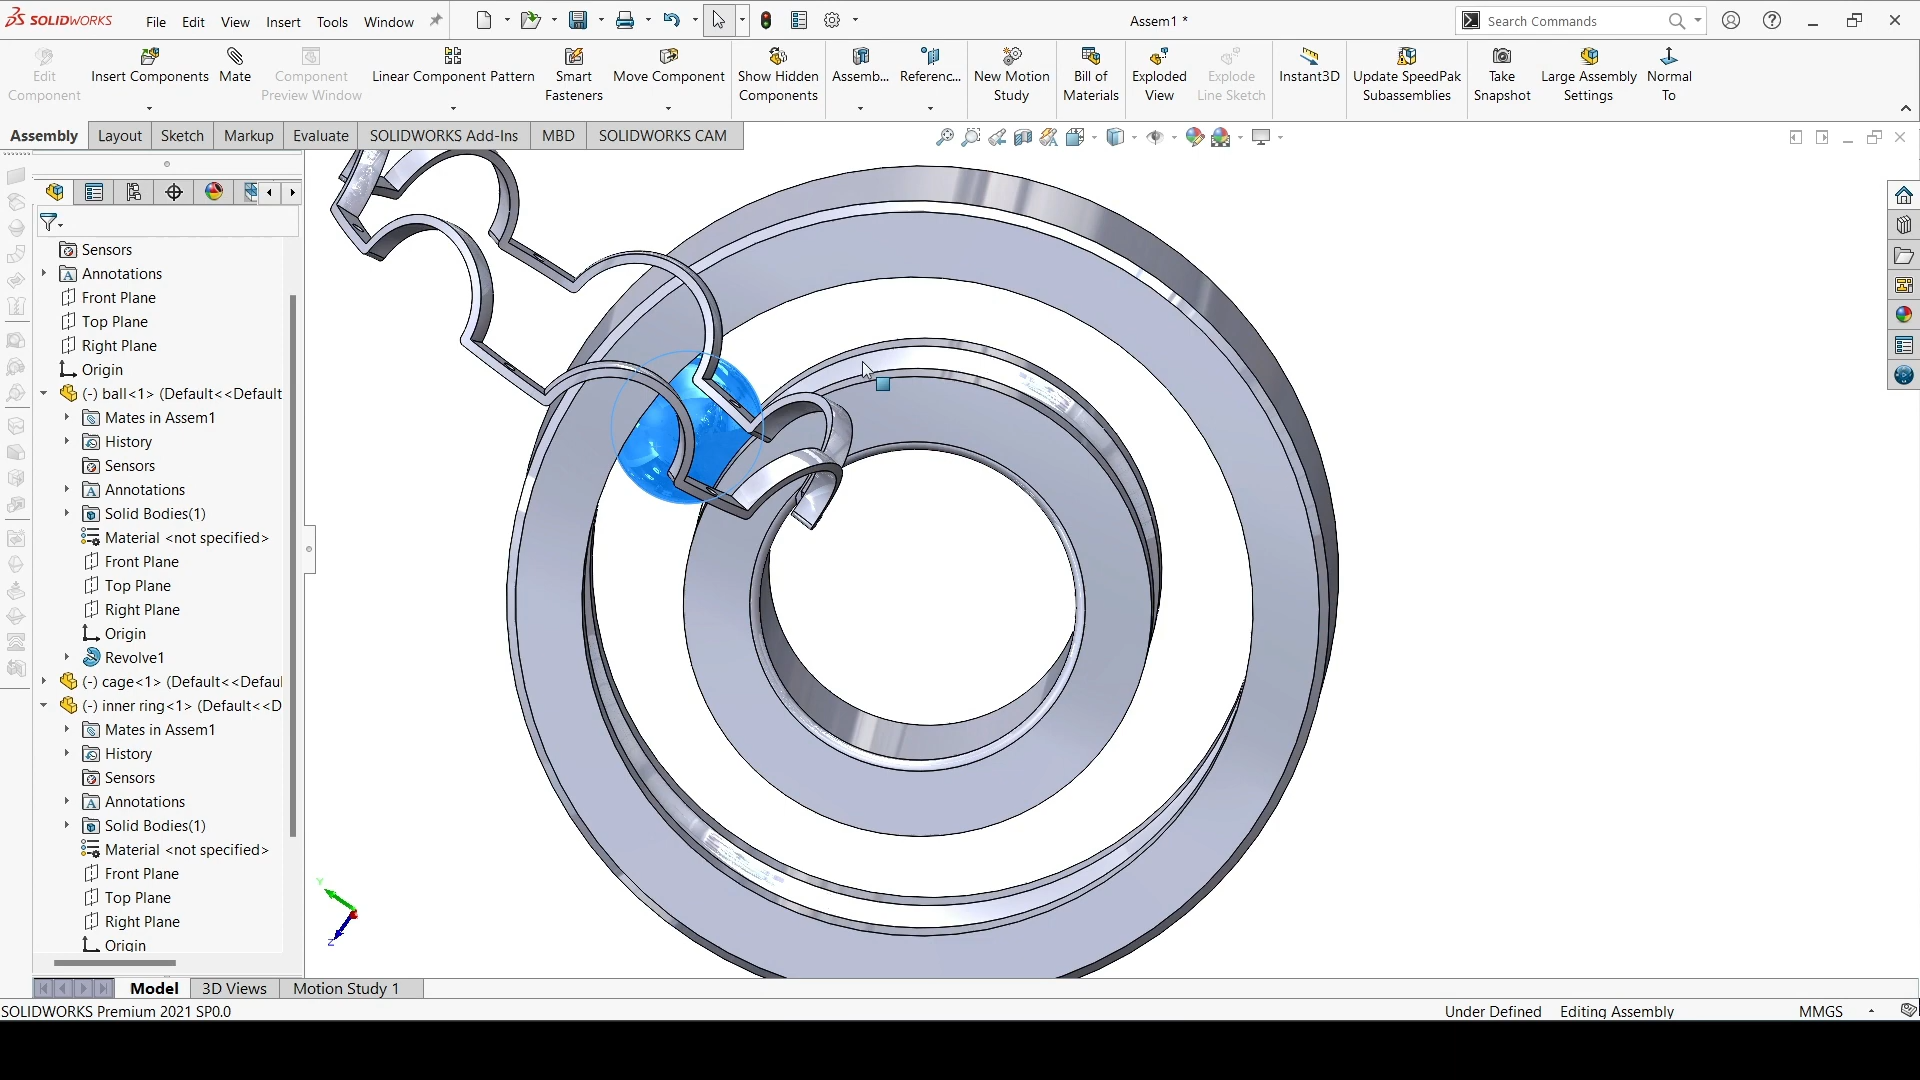 SOLIDWORKS File Edit View Insert Tools Window Assem1 * Search Commands
Edit Component
Insert Components
Mate
Component Preview Window
Linear Component Pattern
Smart Fasteners
Move Component
Show Hidden Components
Assemb...
Referenc...
New Motion Study
Bill of Materials
Exploded View
Explode Line Sketch
Instant3D
Update SpeedPak Subassemblies
Take Snapshot
Large Assembly Settings
Normal To
Assembly Layout Sketch Markup Evaluate SOLIDWORKS Add-Ins MBD SOLIDWORKS CAM
Sensors
Annotations
Front Plane
Top Plane
Right Plane
Origin
(-) ball<1> (Default<<Default
Mates in Assem1
History
Sensors
Annotations
Solid Bodies(1)
Material <not specified>
Front Plane
Top Plane
Right Plane
Origin
Revolve1
(-) cage<1> (Default<<Defaul
(-) inner ring<1> (Default<<D
Mates in Assem1
History
Sensors
Annotations
Solid Bodies(1)
Material <not specified>
Front Plane
Top Plane
Right Plane
Origin
Y
Z
Model 3D Views Motion Study 1
SOLIDWORKS Premium 2021 SP0.0 Under Defined Editing Assembly MMGS